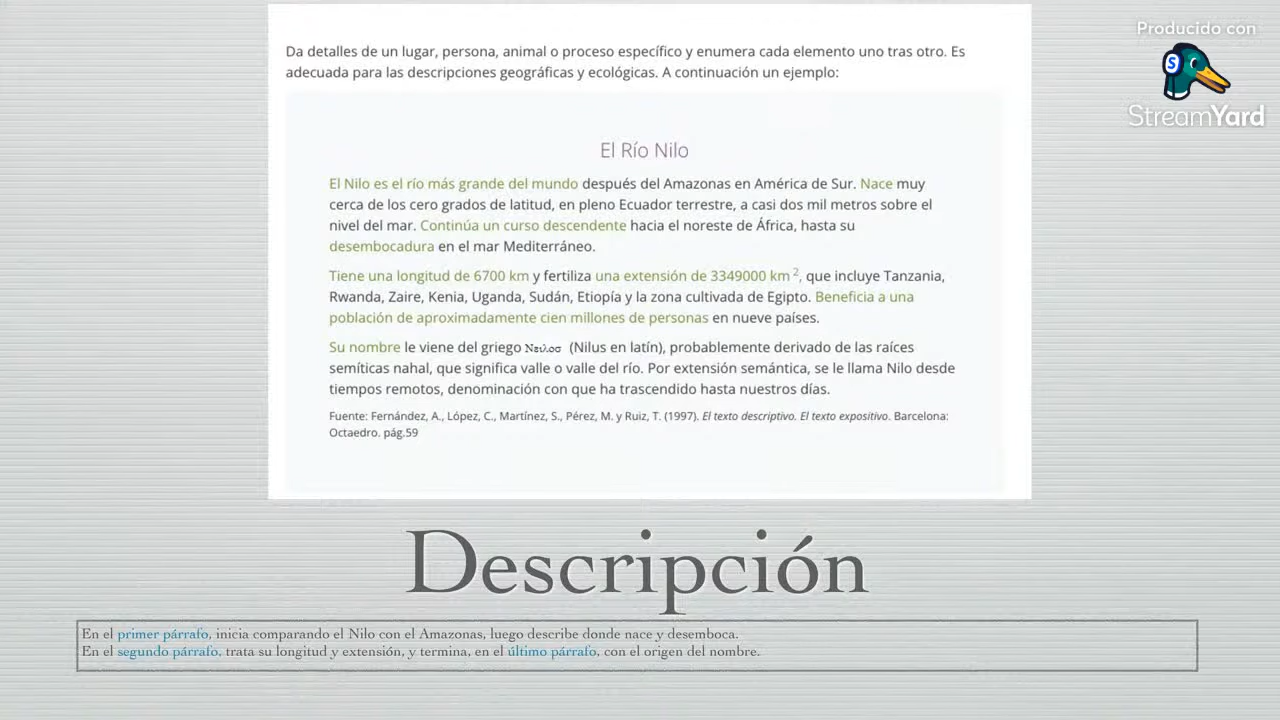 Producido con
StreamYard
Da detalles de un lugar, persona, animal o proceso específico y enumera cada elemento uno tras otro. Es
adecuada para las descripciones geográficas y ecológicas. A continuación un ejemplo:
El Río Nilo
El Nilo es el río más grande del mundo después del Amazonas en América de Sur. Nace muy
cerca de los cero grados de latitud, en pleno Ecuador terrestre, a casi dos mil metros sobre el
nivel del mar. Continúa un curso descendente hacia el noreste de África, hasta su
desembocadura en el mar Mediterráneo.
Tiene una longitud de 6700 km y fertiliza una extensión de 3349000 km ², que incluye Tanzania,
Rwanda, Zaire, Kenia, Uganda, Sudán, Etiopía y la zona cultivada de Egipto. Beneficia a una
población de aproximadamente cien millones de personas en nueve países.
Su nombre le viene del griego Νειλοσ (Nilus en latín), probablemente derivado de las raíces
semíticas nahal, que significa valle o valle del río. Por extensión semántica, se le llama Nilo desde
tiempos remotos, denominación con que ha trascendido hasta nuestros días.
Fuente: Fernández, A., López, C., Martínez, S., Pérez, M. y Ruiz, T. (1997). El texto descriptivo. El texto expositivo. Barcelona:
Octaedro. pág.59
Descripción
En el primer párrafo, inicia comparando el Nilo con el Amazonas, luego describe donde nace y desemboca.
En el segundo párrafo, trata su longitud y extensión, y termina, en el último párrafo, con el origen del nombre.